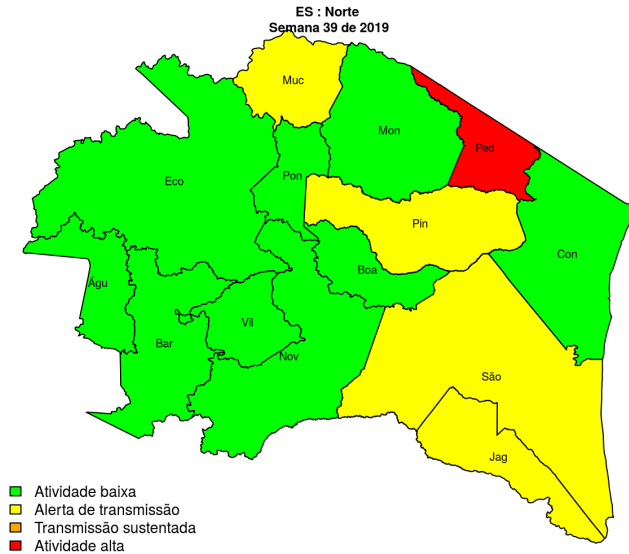 ES : Norte
Semana 39 de 2019
Muc
Mon
Ped
Eco
Pon
Pin
Con
Boa
Águ
Vil
Bar
Nov
São
Jag
Atividade baixa
Alerta de transmissão
Transmissão sustentada
Atividade alta